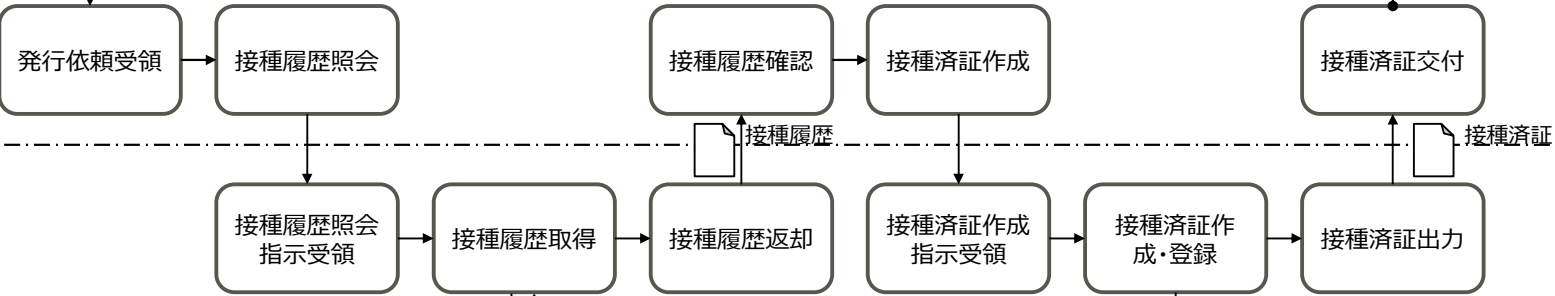 発行依頼受領
接種履歴照会
接種履歴確認
接種済証作成
接種済証交付
接種履歴
接種済証
接種履歴照会
指示受領
接種履歴取得
接種履歴返却
接種済証作成
指示受領
接種済証作
成・登録
接種済証出力